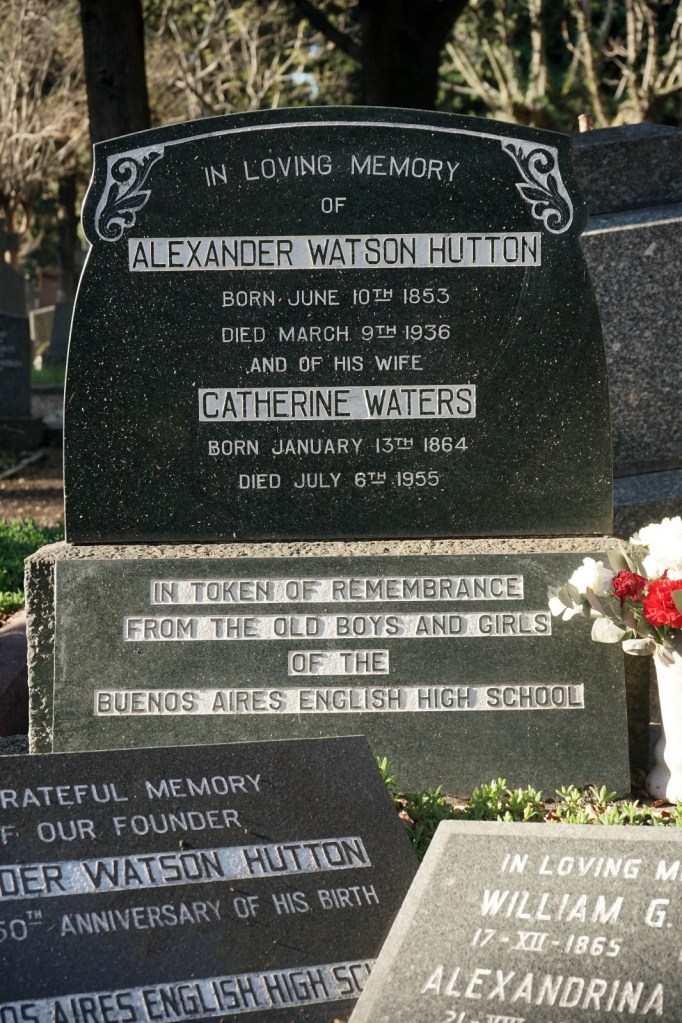 IN LOVING MEMORY
OF
ALEXANDER WATSON HUTTON
BORN JUNE 10TH 1853
DIED MARCH 9TH 1936
AND OF HIS WIFE
CATHERINE WATERS
BORN JANUARY 13TH 1864
DIED JULY 6TH 1955
IN TOKEN OF REMEMBRANCE
FROM THE OLD BOYS AND GIRLS
OF THE
BUENOS AIRES ENGLISH HIGH SCHOOL
RATEFUL MEMORY
F OUR FOUNDER
DER WATSON HUTTON
50TH ANNIVERSARY OF HIS BIRTH
OS AIRES ENGLISH HIGH SCH
IN LOVING M
WILLIAM G.
17-XII-1865
ALEXANDRINA
21-VIII